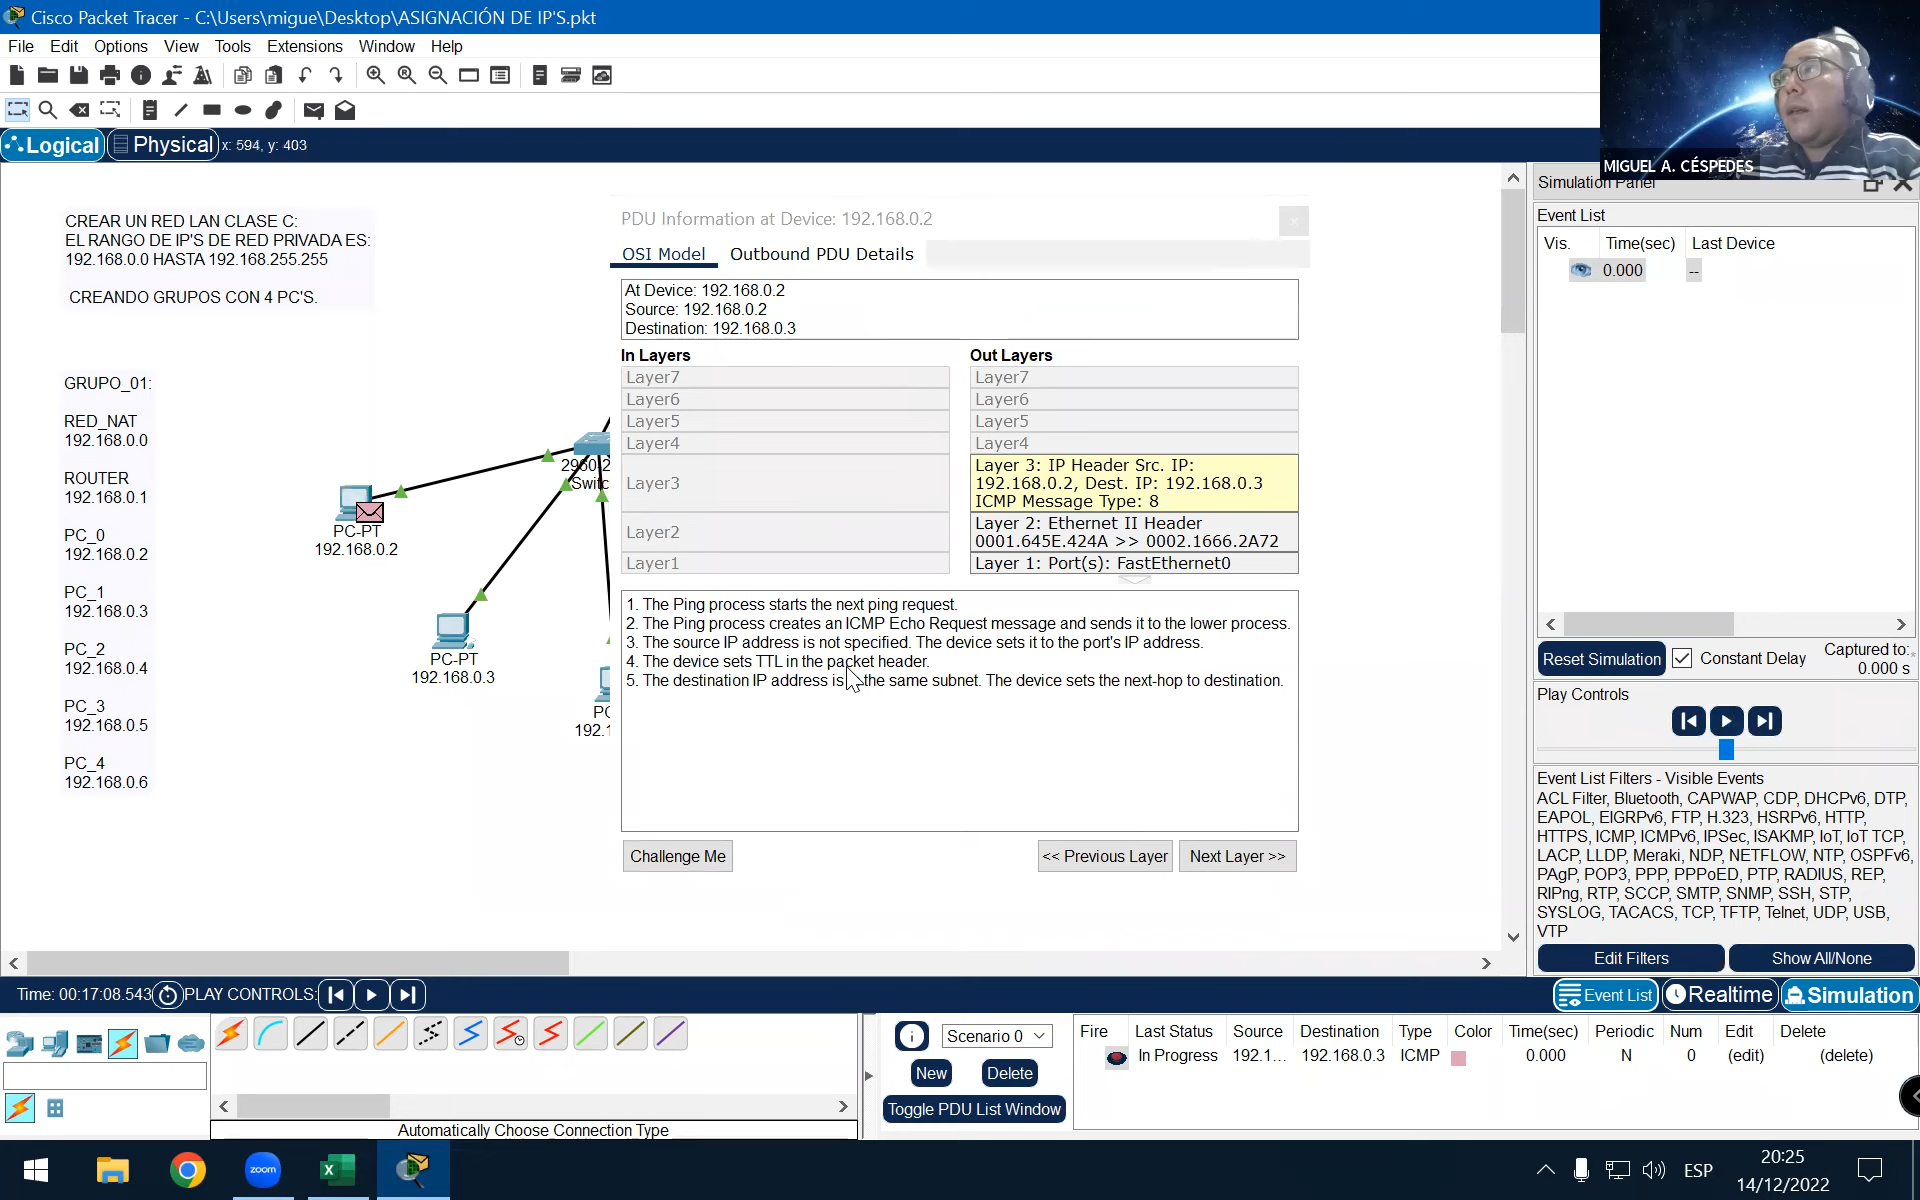 Cisco Packet Tracer - C:\Users\migue\Desktop\ASIGNACIÓN DE IP'S.pkt
File Edit Options View Tools Extensions Window Help
Logical Physical x: 594, y: 403
MIGUEL A. CÉSPEDES
Simulation Panel
Event List
Vis. Time(sec) Last Device
0.000 --
CREAR UN RED LAN CLASE C:
EL RANGO DE IP'S DE RED PRIVADA ES:
192.168.0.0 HASTA 192.168.255.255
CREANDO GRUPOS CON 4 PC'S.
GRUPO_01:
RED_NAT
192.168.0.0
ROUTER
192.168.0.1
PC_0
192.168.0.2
PC_1
192.168.0.3
PC_2
192.168.0.4
PC_3
192.168.0.5
PC_4
192.168.0.6
2960-2
Switc
PC-PT
192.168.0.2
PC-PT
192.168.0.3
PC
192.1
PDU Information at Device: 192.168.0.2
OSI Model Outbound PDU Details
At Device: 192.168.0.2
Source: 192.168.0.2
Destination: 192.168.0.3
In Layers
Layer7
Layer6
Layer5
Layer4
Layer3
Layer2
Layer1
Out Layers
Layer7
Layer6
Layer5
Layer4
Layer 3: IP Header Src. IP:
192.168.0.2, Dest. IP: 192.168.0.3
ICMP Message Type: 8
Layer 2: Ethernet II Header
0001.645E.424A >> 0002.1666.2A72
Layer 1: Port(s): FastEthernet0
1. The Ping process starts the next ping request.
2. The Ping process creates an ICMP Echo Request message and sends it to the lower process.
3. The source IP address is not specified. The device sets it to the port's IP address.
4. The device sets TTL in the packet header.
5. The destination IP address is the same subnet. The device sets the next-hop to destination.
Challenge Me << Previous Layer Next Layer >>
Reset Simulation Constant Delay Captured to:
0.000 s
Play Controls
Event List Filters - Visible Events
ACL Filter, Bluetooth, CAPWAP, CDP, DHCPv6, DTP,
EAPOL, EIGRPv6, FTP, H.323, HSRPv6, HTTP,
HTTPS, ICMP, ICMPv6, IPSec, ISAKMP, IoT, IoT TCP,
LACP, LLDP, Meraki, NDP, NETFLOW, NTP, OSPFv6,
PAgP, POP3, PPP, PPPoED, PTP, RADIUS, REP,
RIPng, RTP, SCCP, SMTP, SNMP, SSH, STP,
SYSLOG, TACACS, TCP, TFTP, Telnet, UDP, USB,
VTP
Edit Filters Show All/None
Time: 00:17:08.543 PLAY CONTROLS:
Event List Realtime Simulation
Automatically Choose Connection Type
Scenario 0
New Delete
Toggle PDU List Window
Fire Last Status Source Destination Type Color Time(sec) Periodic Num Edit Delete
In Progress 192.1... 192.168.0.3 ICMP 0.000 N 0 (edit) (delete)
zoom
ESP
20:25
14/12/2022